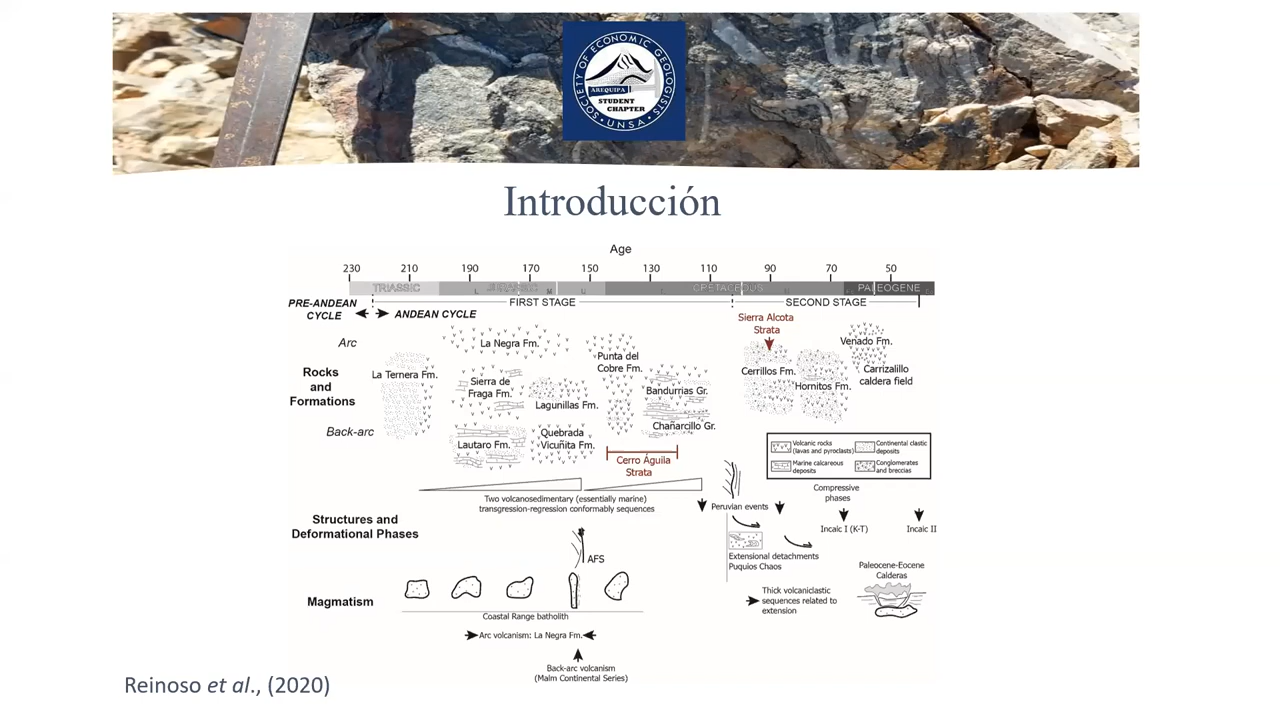 SOCIETY OF ECONOMIC GEOLOGISTS
AREQUIPA
STUDENT
CHAPTER
UNSA
Introducción
Age
230 210 190 170 150 130 110 90 70 50
TRIASSIC JURASSIC CRETACEOUS PALEOGENE
PRE-ANDEAN
CYCLE
ANDEAN CYCLE
FIRST STAGE
SECOND STAGE
Arc
Rocks
and
Formations
Back-arc
La Ternera Fm.
La Negra Fm.
Sierra de
Fraga Fm.
Lagunillas Fm.
Lautaro Fm.
Quebrada
Vicuñita Fm.
Punta del
Cobre Fm.
Bandurrias Gr.
Chañarcillo Gr.
Cerro Águila
Strata
Sierra Alcota
Strata
Cerrillos Fm.
Hornitos Fm.
Venado Fm.
Carrizalillo
caldera field
Volcanic rocks
(lavas and pyroclasts)
Continental clastic
deposits
Marine calcareous
deposits
Conglomerates
and breccias
Two volcanosedimentary (essentially marine)
transgression-regression conformably sequences
Structures and
Deformational Phases
AFS
Peruvian events
Compressive
phases
Incaic I (K-T)
Incaic II
Extensional detachments
Puquios Chaos
Magmatism
Coastal Range batholith
Arc volcanism: La Negra Fm.
Back-arc volcanism
(Malm Continental Series)
Thick volcaniclastic
sequences related to
extension
Paleocene-Eocene
Calderas
Reinoso et al., (2020)